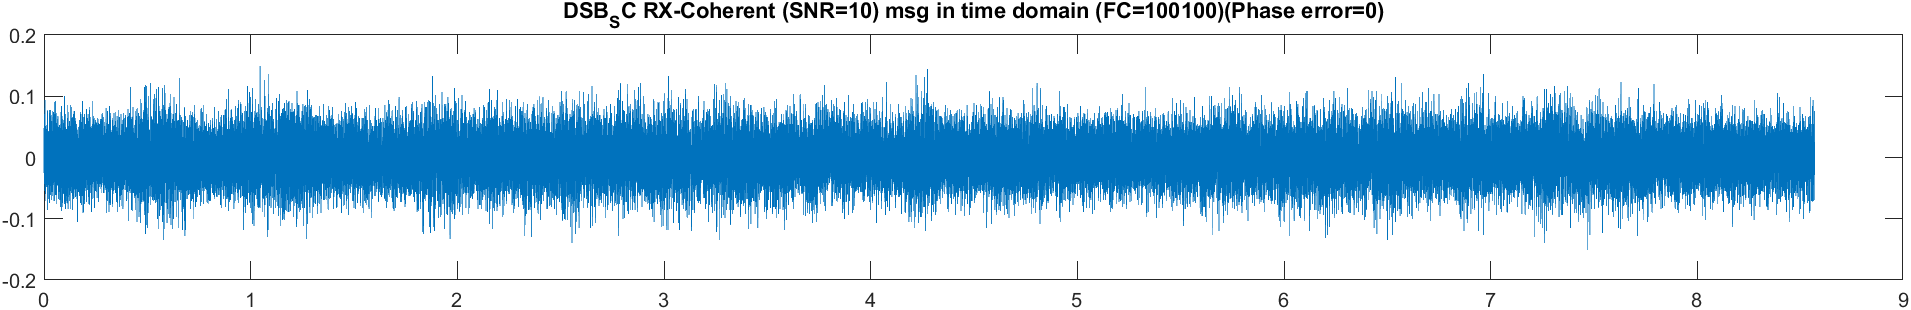 DSB_SC RX-Coherent (SNR=10) msg in time domain (FC=100100)(Phase error=0)
0.2
0.1
0
-0.1
-0.2
0 1 2 3 4 5 6 7 8 9